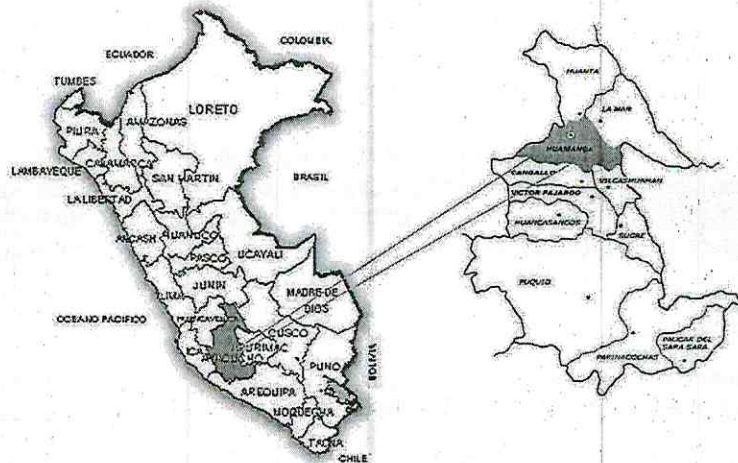 ECUADOR
COLOMBIA
TUMBES
LORETO
PIURA
AMAZONAS
CAJAMARCA
LAMBAYEQUE
SAN MARTIN
BRASIL
LA LIBERTAD
ANCASH
HUANUCO
PASCO
UCAYALI
LIMA
JUNIN
MADRE DE
DIOS
OCEANO PACIFICO
HUANCAVELICA
CUSCO
ICA
AYACUCHO
APURIMAC
PUNO
BOLIVIA
AREQUIPA
MOQUEGUA
TACNA
CHILE
HUANTA
LA MAR
HUAMANGA
CANGALLO
VILCASHUAMAN
VICTOR FAJARDO
HUANCASANCOS
SUCRE
PUQUIO
PARINACOCHAS
PAUCAR DEL
SARA SARA